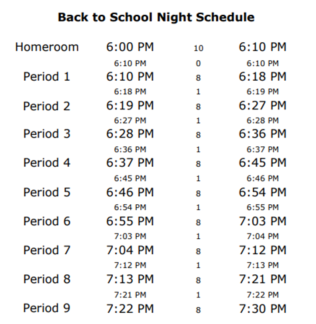 Back to School Night Schedule
Homeroom 6:00 PM 10 6:10 PM
6:10 PM 0 6:10 PM
Period 1 6:10 PM 8 6:18 PM
6:18 PM 1 6:19 PM
Period 2 6:19 PM 8 6:27 PM
6:27 PM 1 6:28 PM
Period 3 6:28 PM 8 6:36 PM
6:36 PM 1 6:37 PM
Period 4 6:37 PM 8 6:45 PM
6:45 PM 1 6:46 PM
Period 5 6:46 PM 8 6:54 PM
6:54 PM 1 6:55 PM
Period 6 6:55 PM 8 7:03 PM
7:03 PM 1 7:04 PM
Period 7 7:04 PM 8 7:12 PM
7:12 PM 1 7:13 PM
Period 8 7:13 PM 8 7:21 PM
7:21 PM 1 7:22 PM
Period 9 7:22 PM 8 7:30 PM